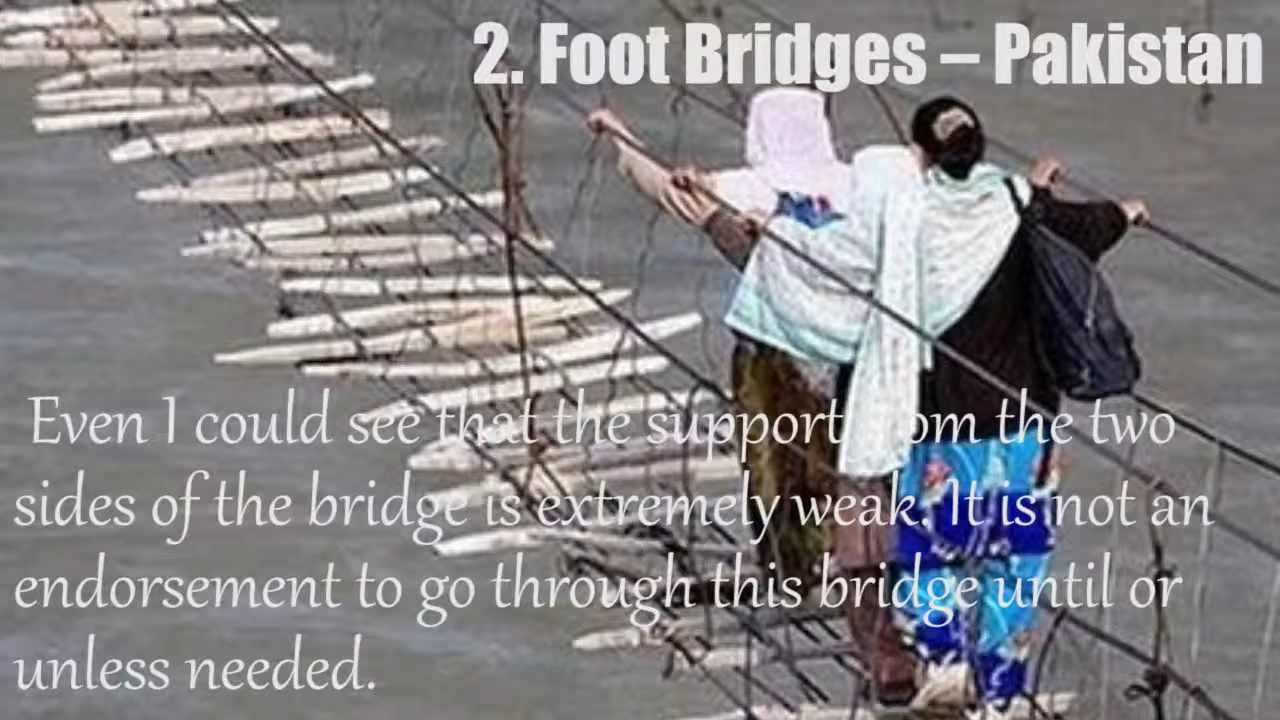 2. Foot Bridges – Pakistan
Even I could see that the support from the two
sides of the bridge is extremely weak. It is not an
endorsement to go through this bridge until or
unless needed.